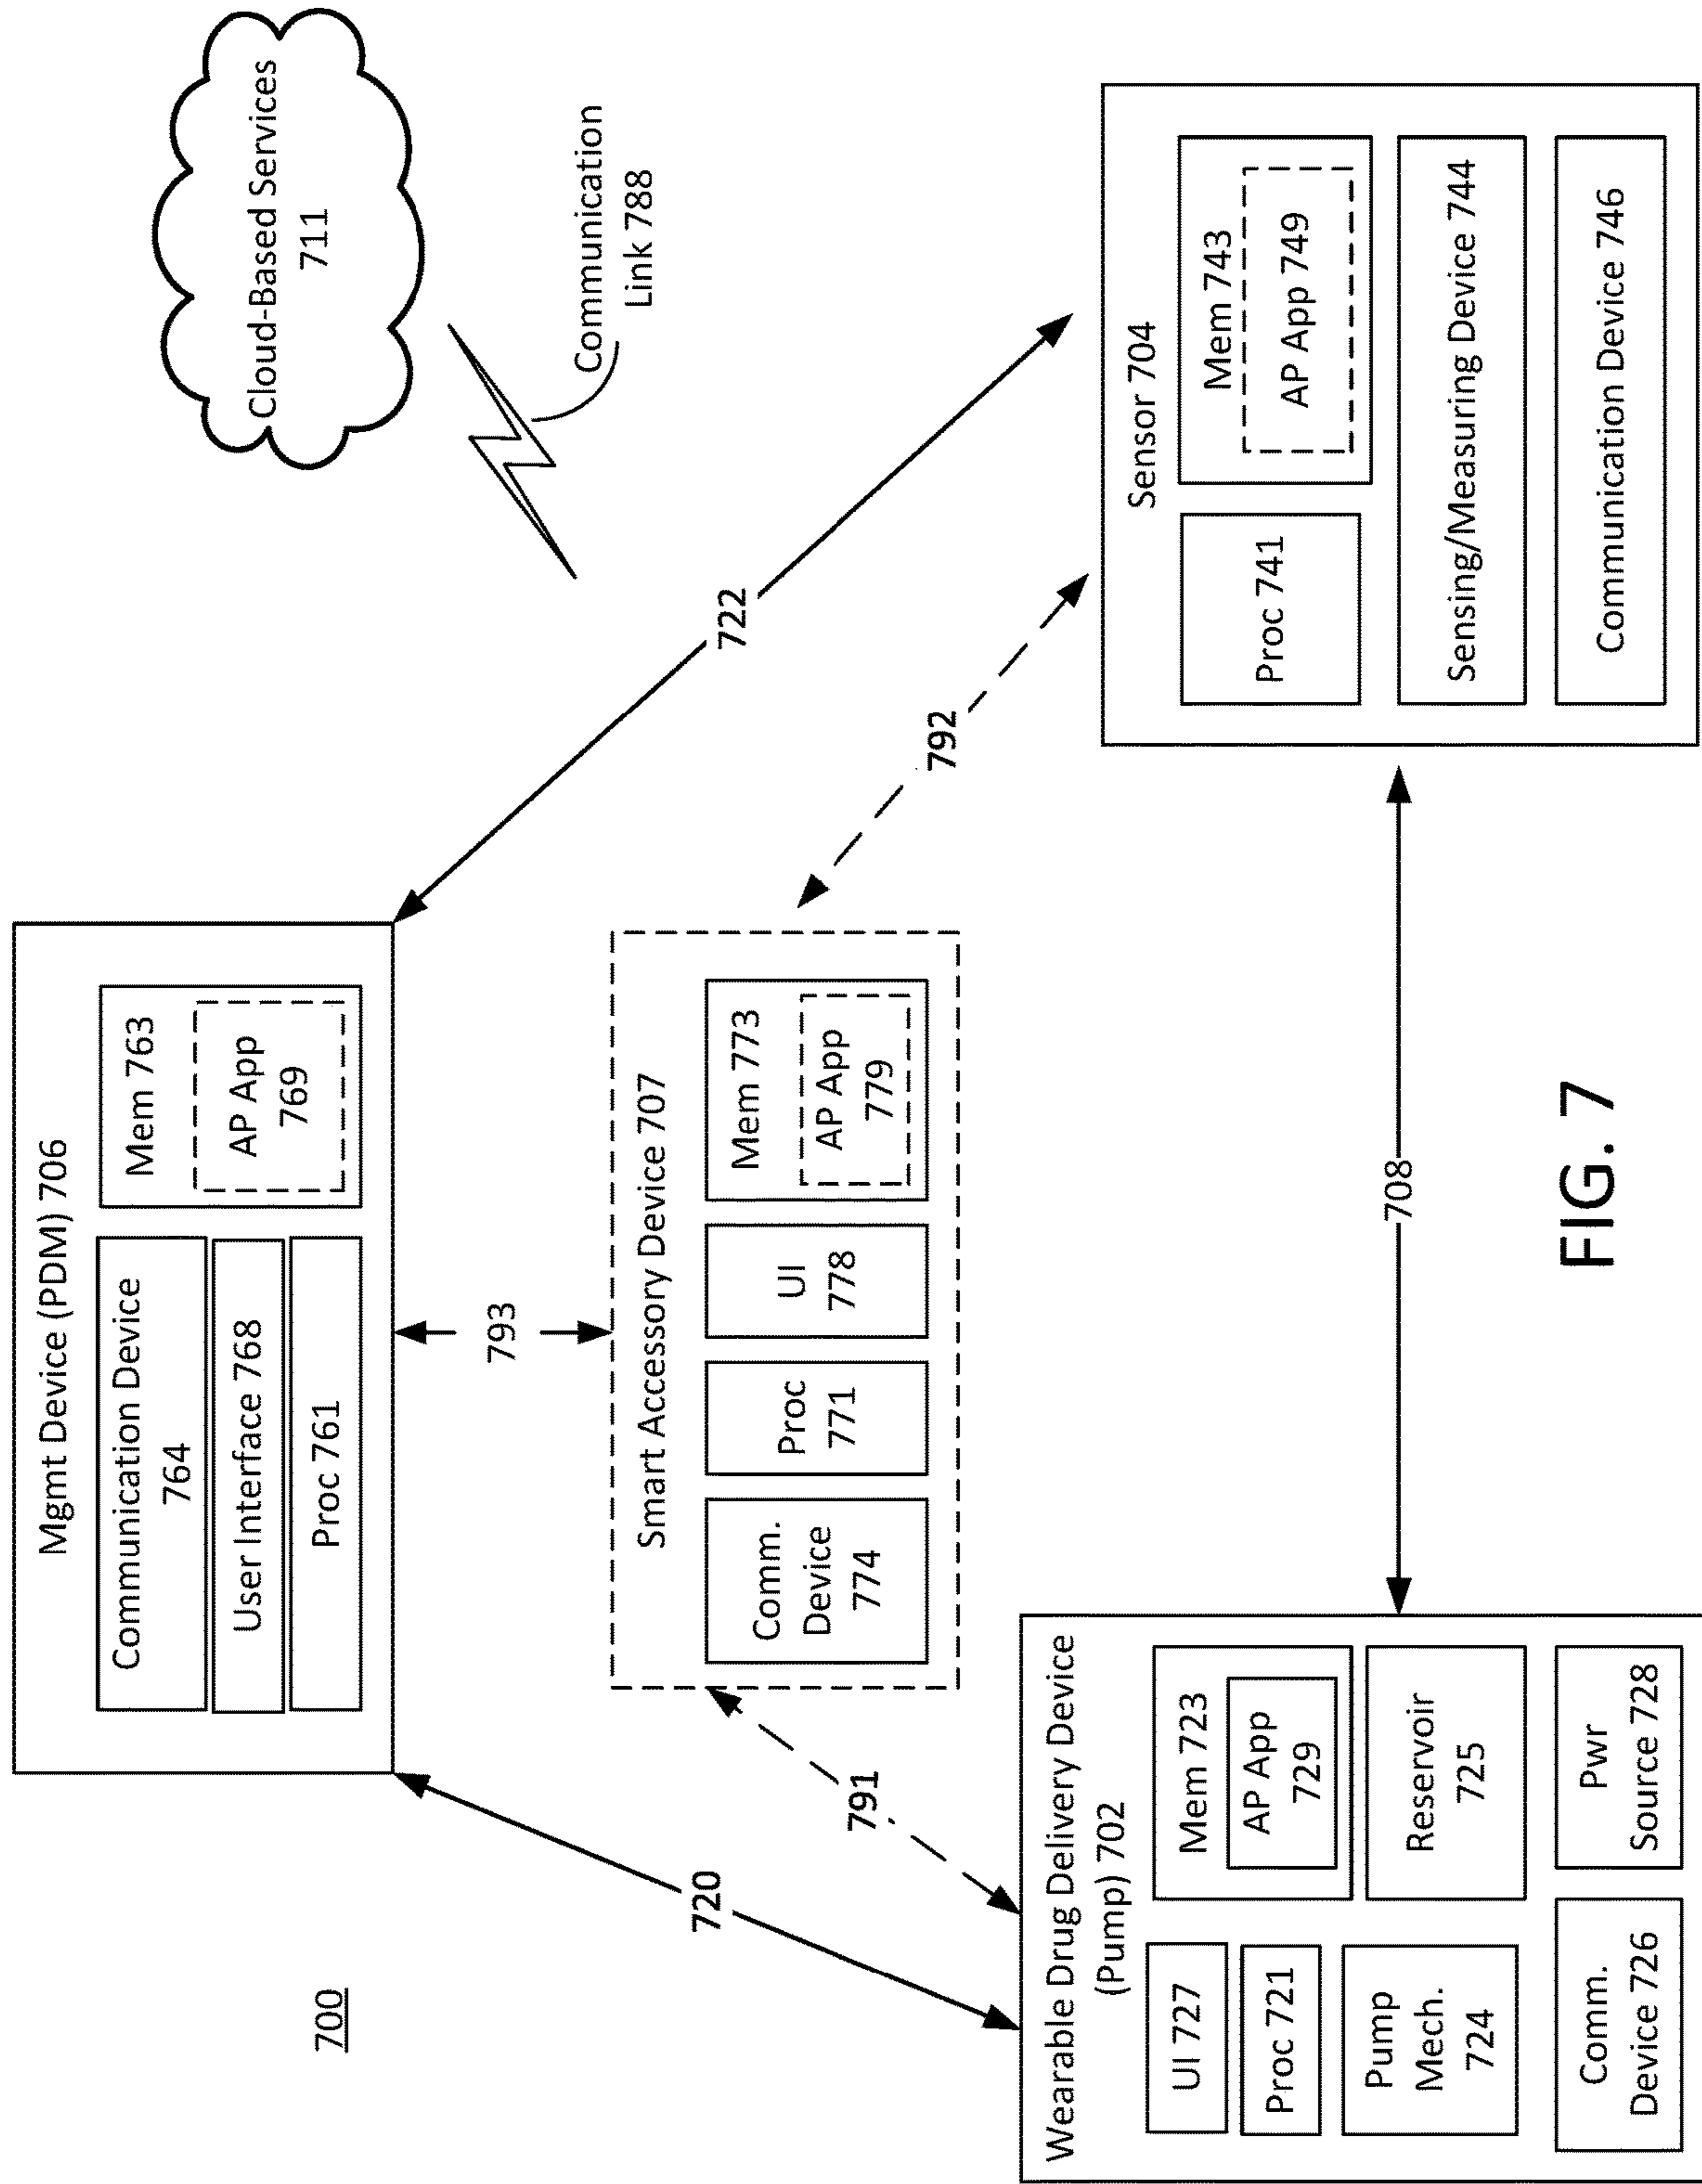 700
Mgmt Device (PDM) 706
Communication Device
764
User Interface 768
Proc 761
Mem 763
AP App
769
Cloud-Based Services
711
Communication
Link 788
720
793
722
Smart Accessory Device 707
Comm.
Device
774
Proc
771
UI
778
Mem 773
AP App
779
791
792
Wearable Drug Delivery Device
(Pump) 702
UI 727
Proc 721
Pump
Mech.
724
Mem 723
AP App
729
Reservoir
725
Comm.
Device 726
Pwr
Source 728
708
Sensor 704
Proc 741
Mem 743
AP App 749
Sensing/Measuring Device 744
Communication Device 746
FIG. 7